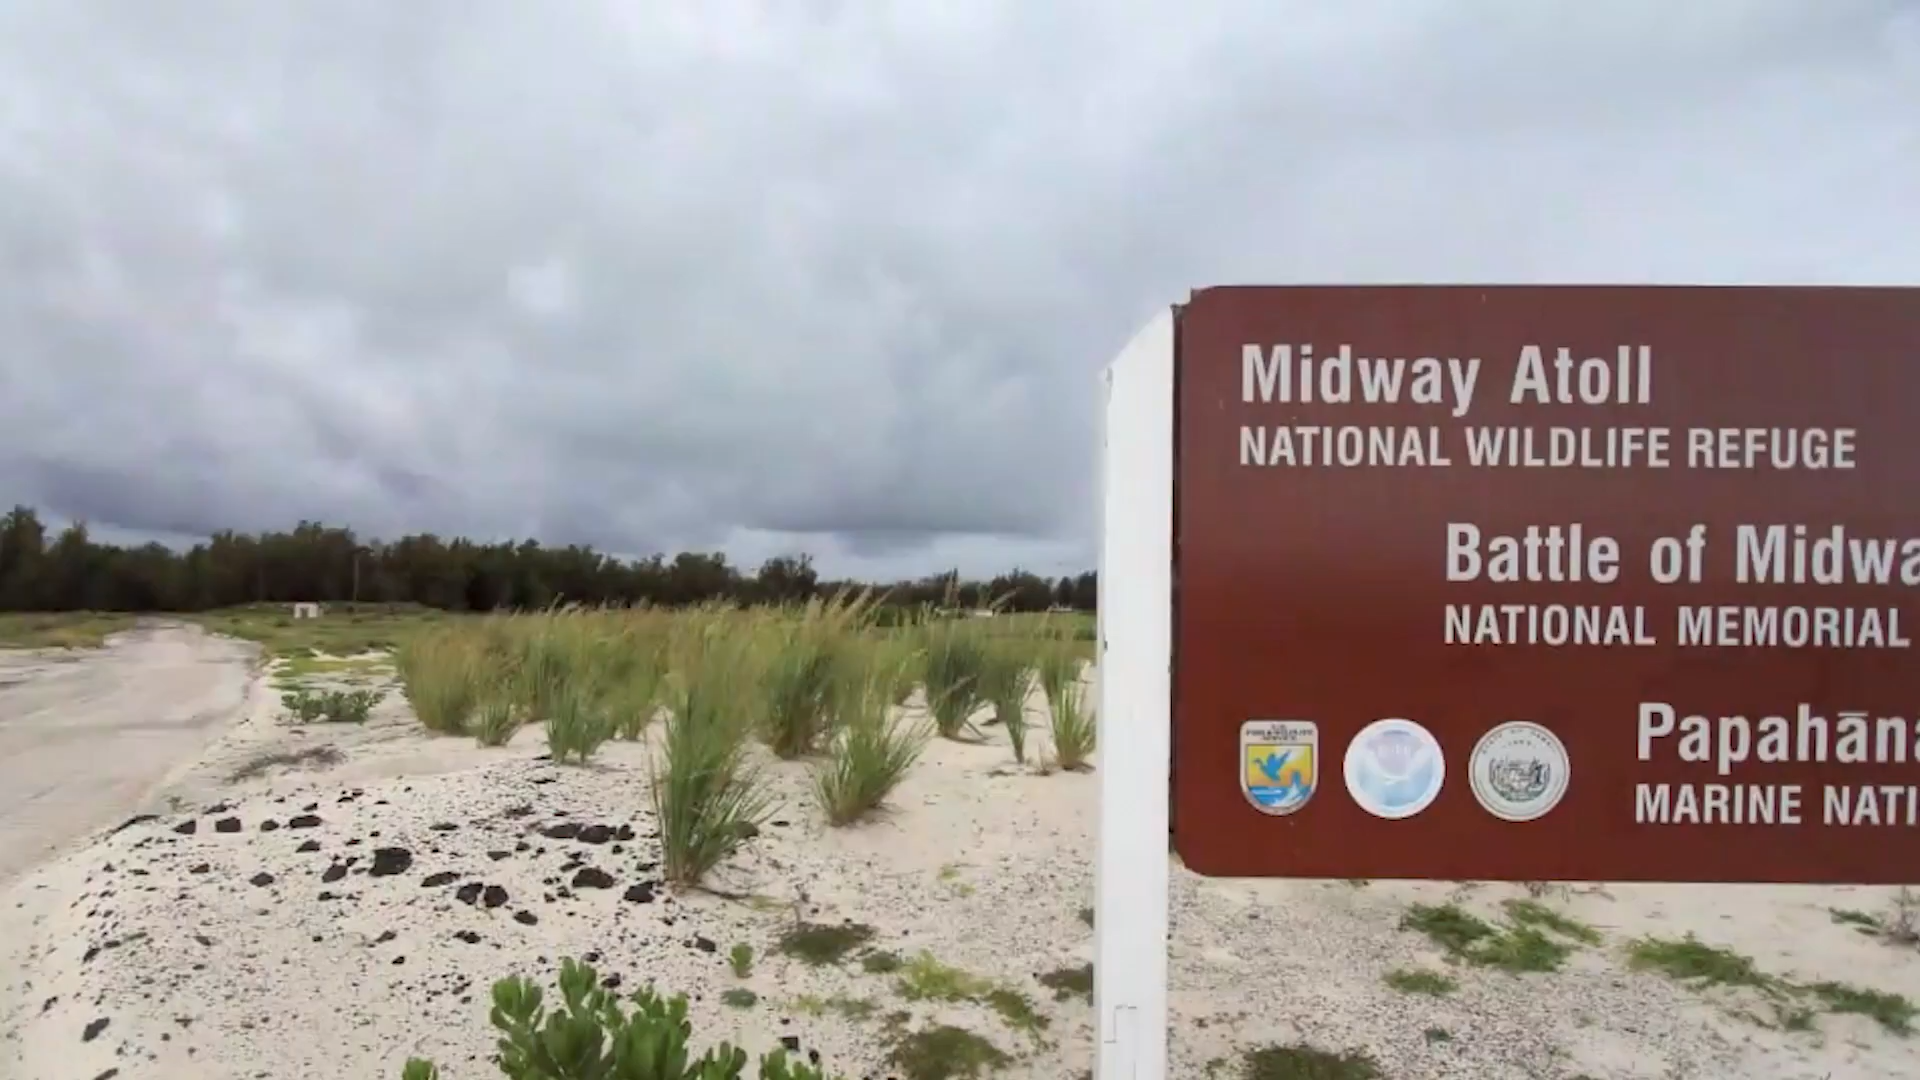 Midway Atoll
NATIONAL WILDLIFE REFUGE
Battle of Midwa
NATIONAL MEMORIAL
Papahāna
MARINE NATI